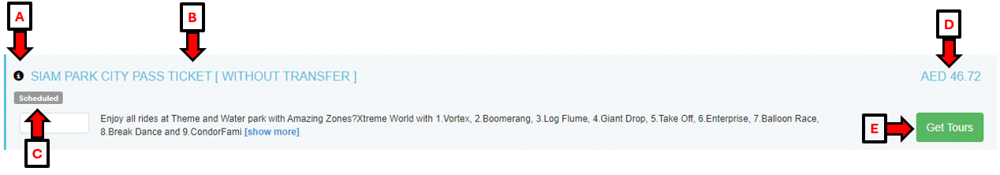 A
B
D
SIAM PARK CITY PASS TICKET [ WITHOUT TRANSFER ]
AED 46.72
Scheduled
Enjoy all rides at Theme and Water park with Amazing Zones?Xtreme World with 1.Vortex, 2.Boomerang, 3.Log Flume, 4.Giant Drop, 5.Take Off, 6.Enterprise, 7.Balloon Race,
8.Break Dance and 9.CondorFami [show more]
E
Get Tours
C